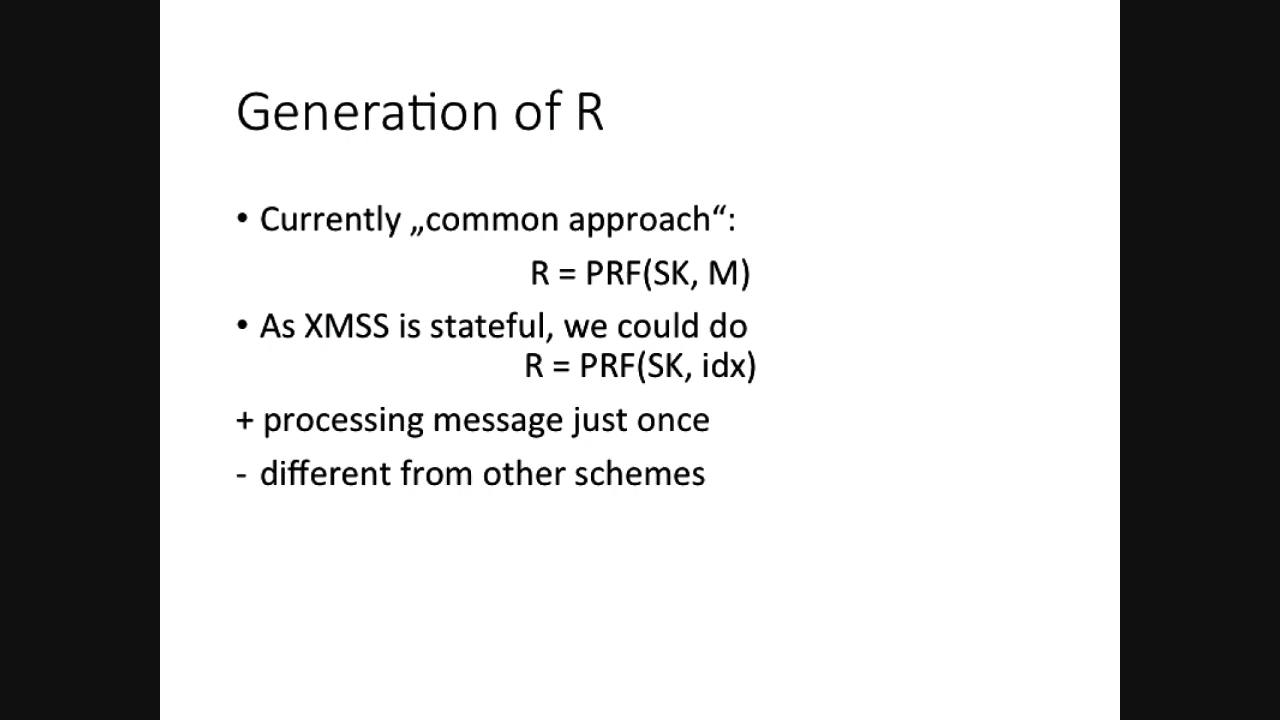 Generation of R
• Currently „common approach“:
R = PRF(SK, M)
• As XMSS is stateful, we could do
R = PRF(SK, idx)
+ processing message just once
- different from other schemes